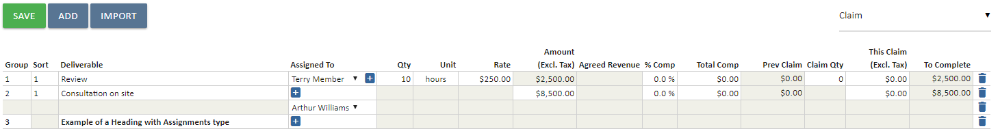 SAVE ADD IMPORT
Claim
Amount This Claim
Group Sort Deliverable Assigned To Qty Unit Rate (Excl. Tax) Agreed Revenue % Comp Total Comp Prev Claim Claim Qty (Excl. Tax) To Complete
1 1 Review Terry Member 10 hours $250.00 $2,500.00 0.0 % $0.00 $0.00 0 $0.00 $2,500.00
2 1 Consultation on site $8,500.00 0.0 % $0.00 $0.00 $0.00 $8,500.00
Arthur Williams
3 Example of a Heading with Assignments type